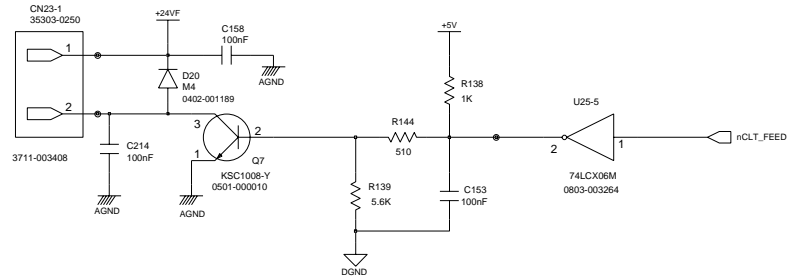 CN23-1
35303-0250
+24VF
C158
100nF
+5V
1
AGND
D20
M4
0402-001189
R138
1K
U25-5
2
3
2
R144
510
2
1
nCLT_FEED
C214
100nF
1
Q7
KSC1008-Y
0501-000010
3711-003408
R139
5.6K
C153
100nF
74LCX06M
0803-003264
AGND
AGND
DGND